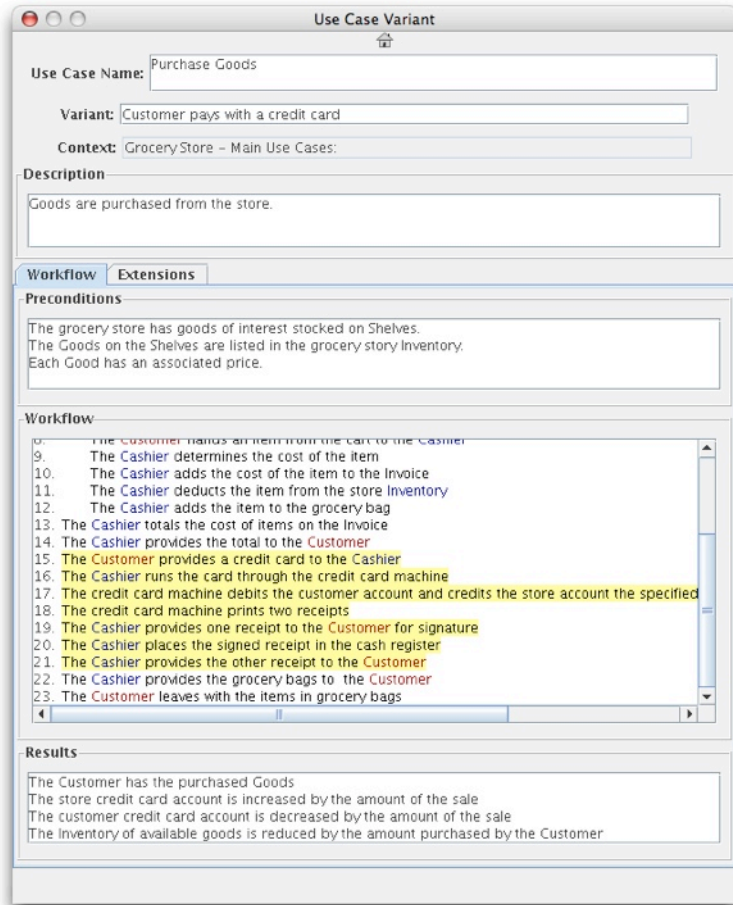 Use Case Variant
Use Case Name: Purchase Goods
Variant: Customer pays with a credit card
Context: Grocery Store - Main Use Cases:
Description
Goods are purchased from the store.
Workflow Extensions
Preconditions
The grocery store has goods of interest stocked on Shelves.
The Goods on the Shelves are listed in the grocery story Inventory.
Each Good has an associated price.
Workflow
8. The Customer hands an item from the cart to the Cashier
9. The Cashier determines the cost of the item
10. The Cashier adds the cost of the item to the Invoice
11. The Cashier deducts the item from the store Inventory
12. The Cashier adds the item to the grocery bag
13. The Cashier totals the cost of items on the Invoice
14. The Cashier provides the total to the Customer
15. The Customer provides a credit card to the Cashier
16. The Cashier runs the card through the credit card machine
17. The credit card machine debits the customer account and credits the store account the specified
18. The credit card machine prints two receipts
19. The Cashier provides one receipt to the Customer for signature
20. The Cashier places the signed receipt in the cash register
21. The Cashier provides the other receipt to the Customer
22. The Cashier provides the grocery bags to the Customer
23. The Customer leaves with the items in grocery bags
Results
The Customer has the purchased Goods
The store credit card account is increased by the amount of the sale
The customer credit card account is decreased by the amount of the sale
The Inventory of available goods is reduced by the amount purchased by the Customer